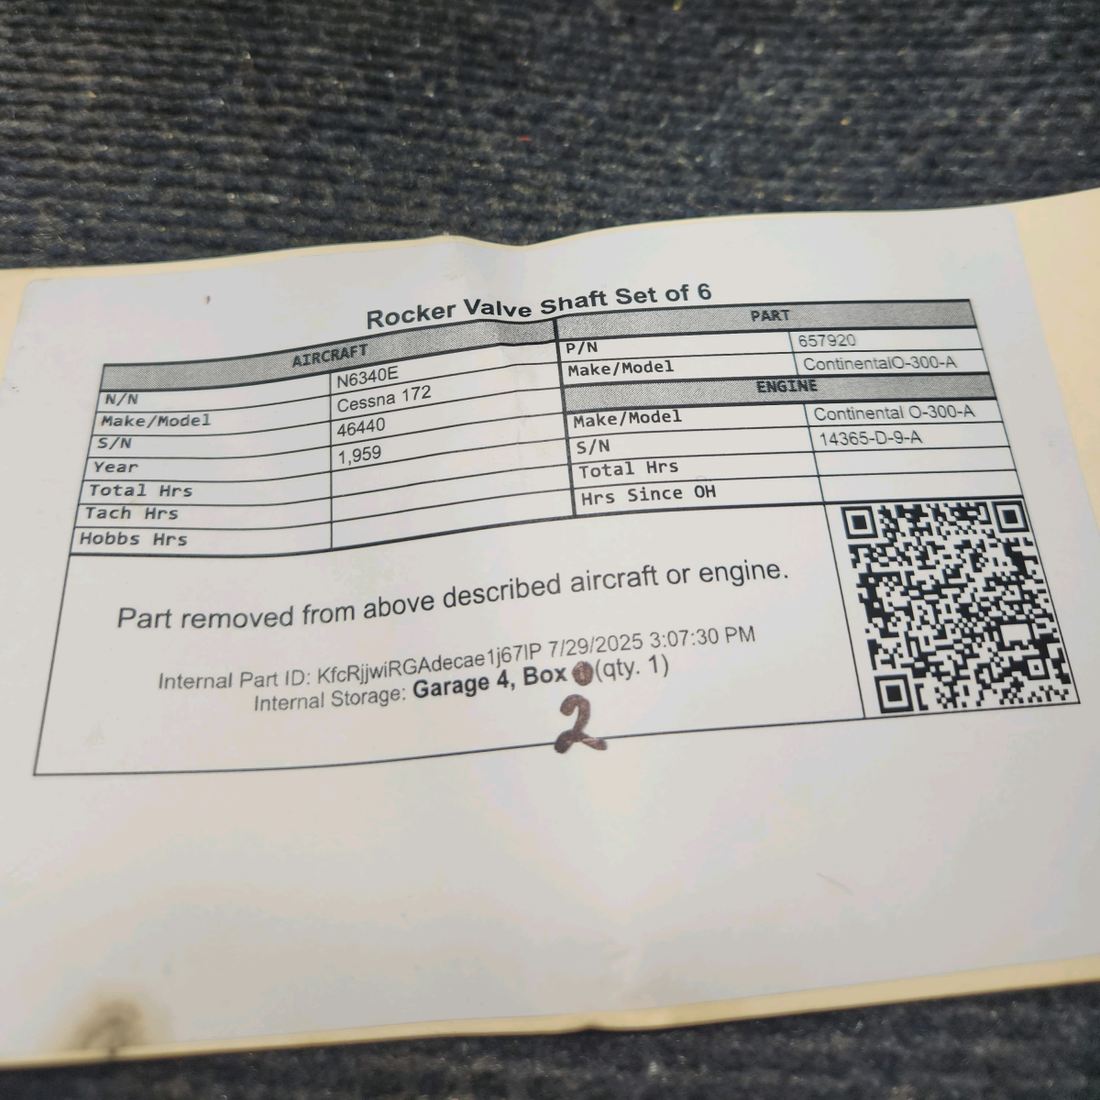 Rocker Valve Shaft Set of 6
AIRCRAFT
N/N N6340E
Make/Model Cessna 172
S/N 46440
Year 1,959
Total Hrs
Tach Hrs
Hobbs Hrs
PART
P/N 657920
Make/Model ContinentalO-300-A
ENGINE
Make/Model Continental O-300-A
S/N 14365-D-9-A
Total Hrs
Hrs Since OH
Part removed from above described aircraft or engine.
Internal Part ID: KfcRjjwiRGAdecae1j67IP 7/29/2025 3:07:30 PM
Internal Storage: Garage 4, Box (qty. 1)
2